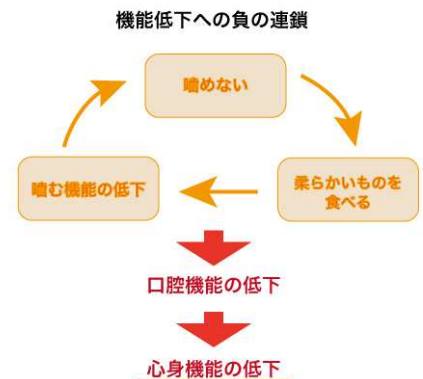 機能低下への負の連鎖
噛めない
柔らかいものを
食べる
噛む機能の低下
口腔機能の低下
心身機能の低下